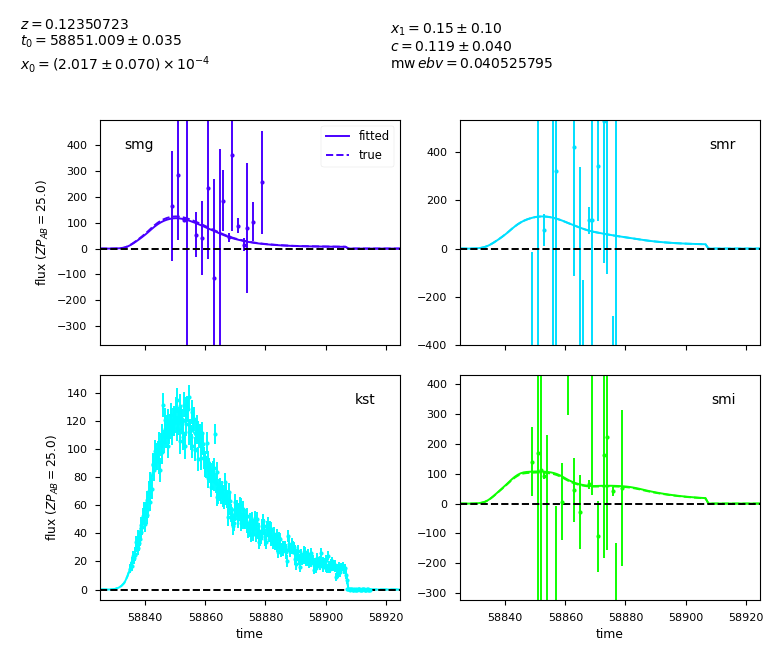 z = 0.12350723
t₀ = 58851.009 ± 0.035
x₀ = (2.017 ± 0.070) × 10⁻⁴
x₁ = 0.15 ± 0.10
c = 0.119 ± 0.040
mw ebv = 0.040525795
smg
fitted
true
400
300
200
100
0
−100
−200
−300
flux (ZP_AB = 25.0)
smr
400
200
0
−200
−400
kst
140
120
100
80
60
40
20
0
flux (ZP_AB = 25.0)
58840 58860 58880 58900 58920
time
smi
400
300
200
100
0
−100
−200
−300
58840 58860 58880 58900 58920
time